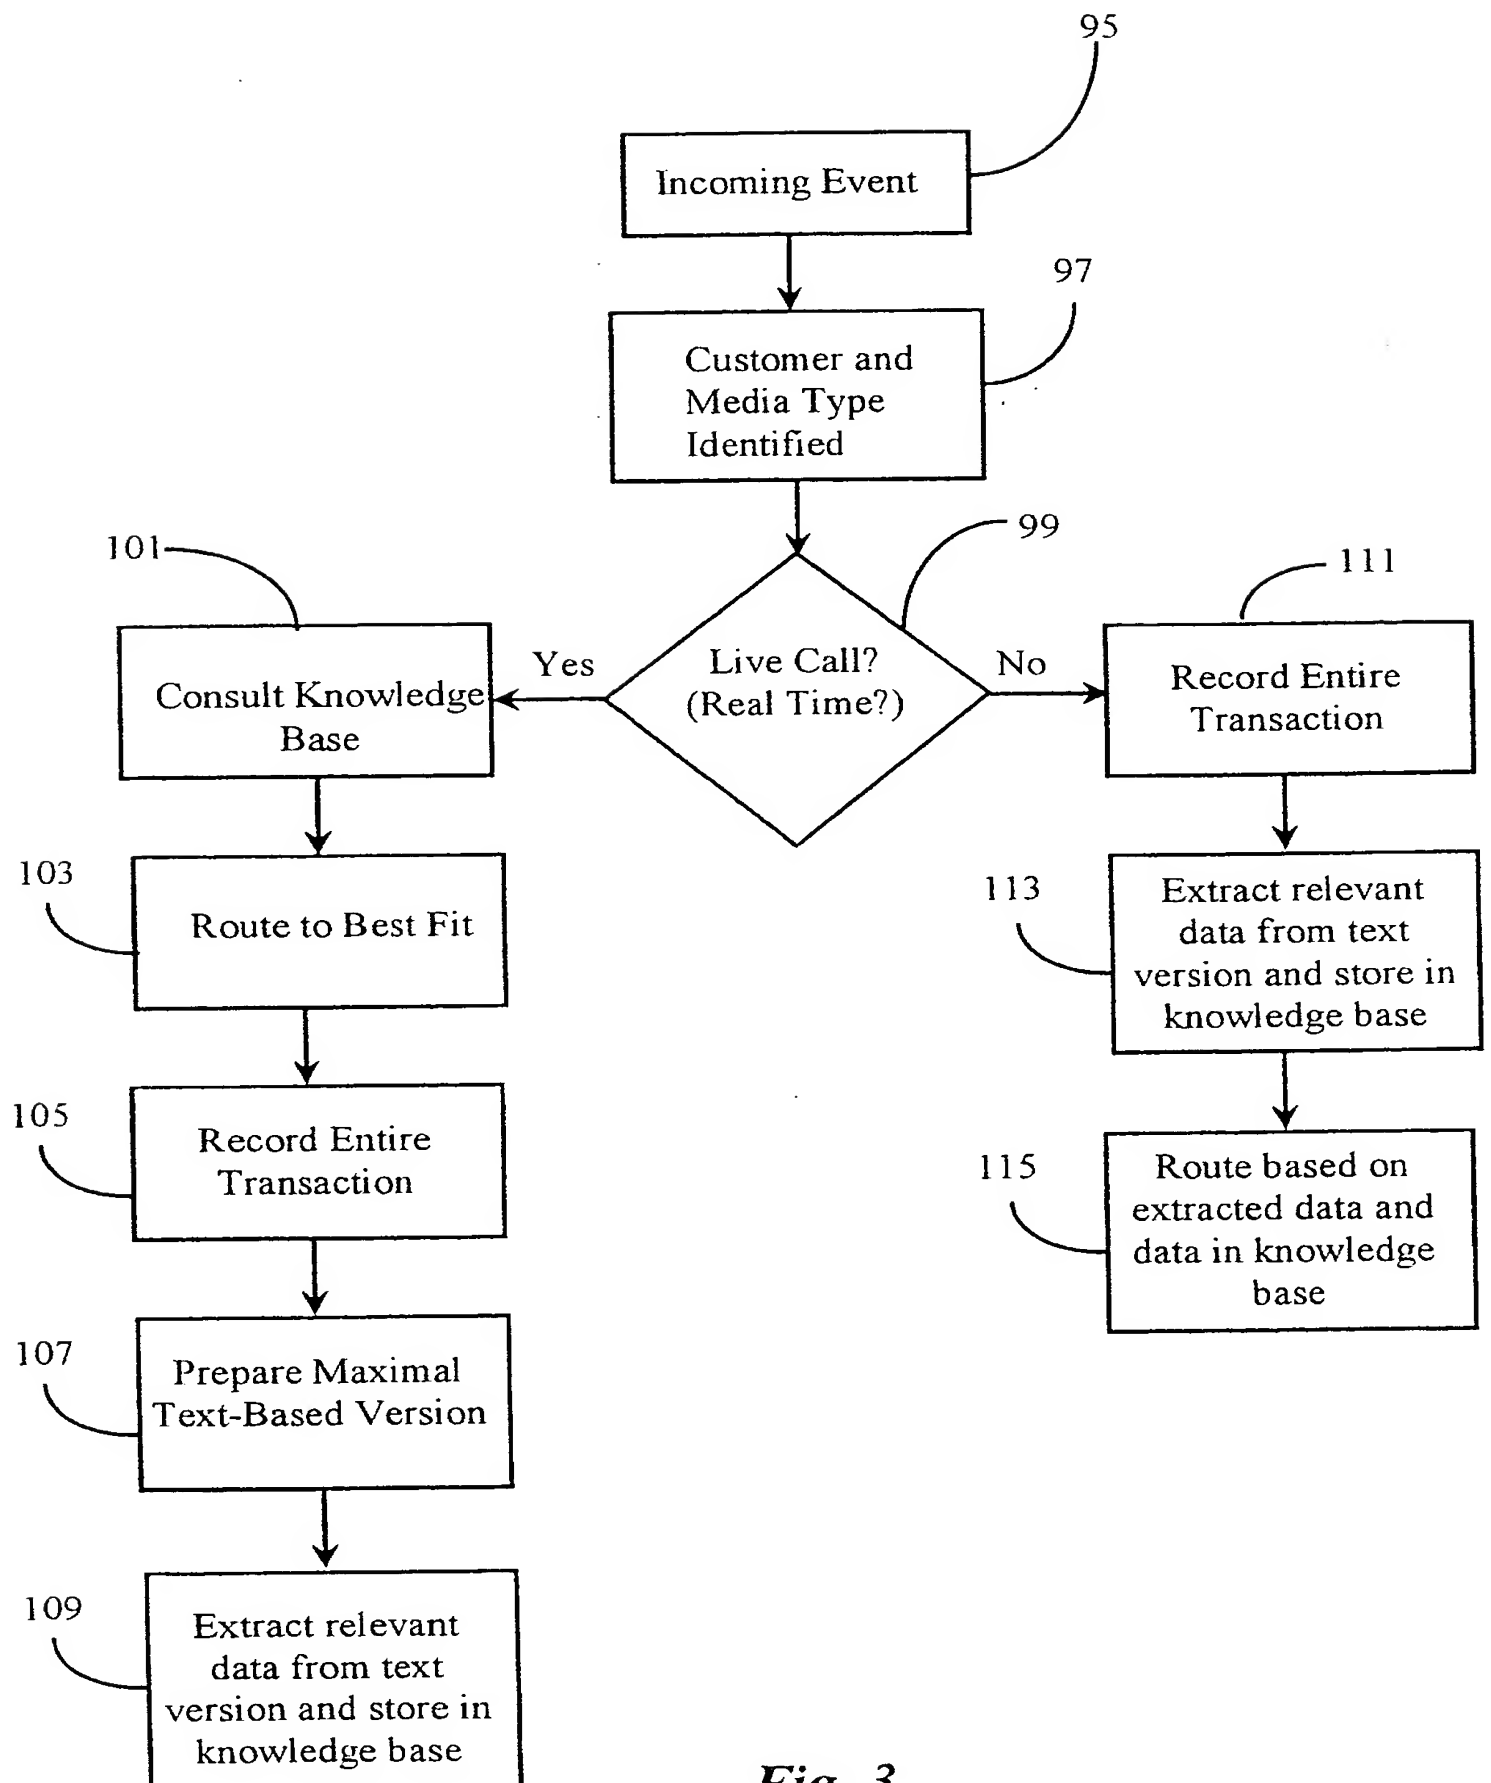 95
Incoming Event
97
Customer and
Media Type
Identified
99
Live Call?
(Real Time?)
Yes
No
101
Consult Knowledge
Base
103
Route to Best Fit
105
Record Entire
Transaction
107
Prepare Maximal
Text-Based Version
109
Extract relevant
data from text
version and store in
knowledge base
111
Record Entire
Transaction
113
Extract relevant
data from text
version and store in
knowledge base
115
Route based on
extracted data and
data in knowledge
base
Fig. 3